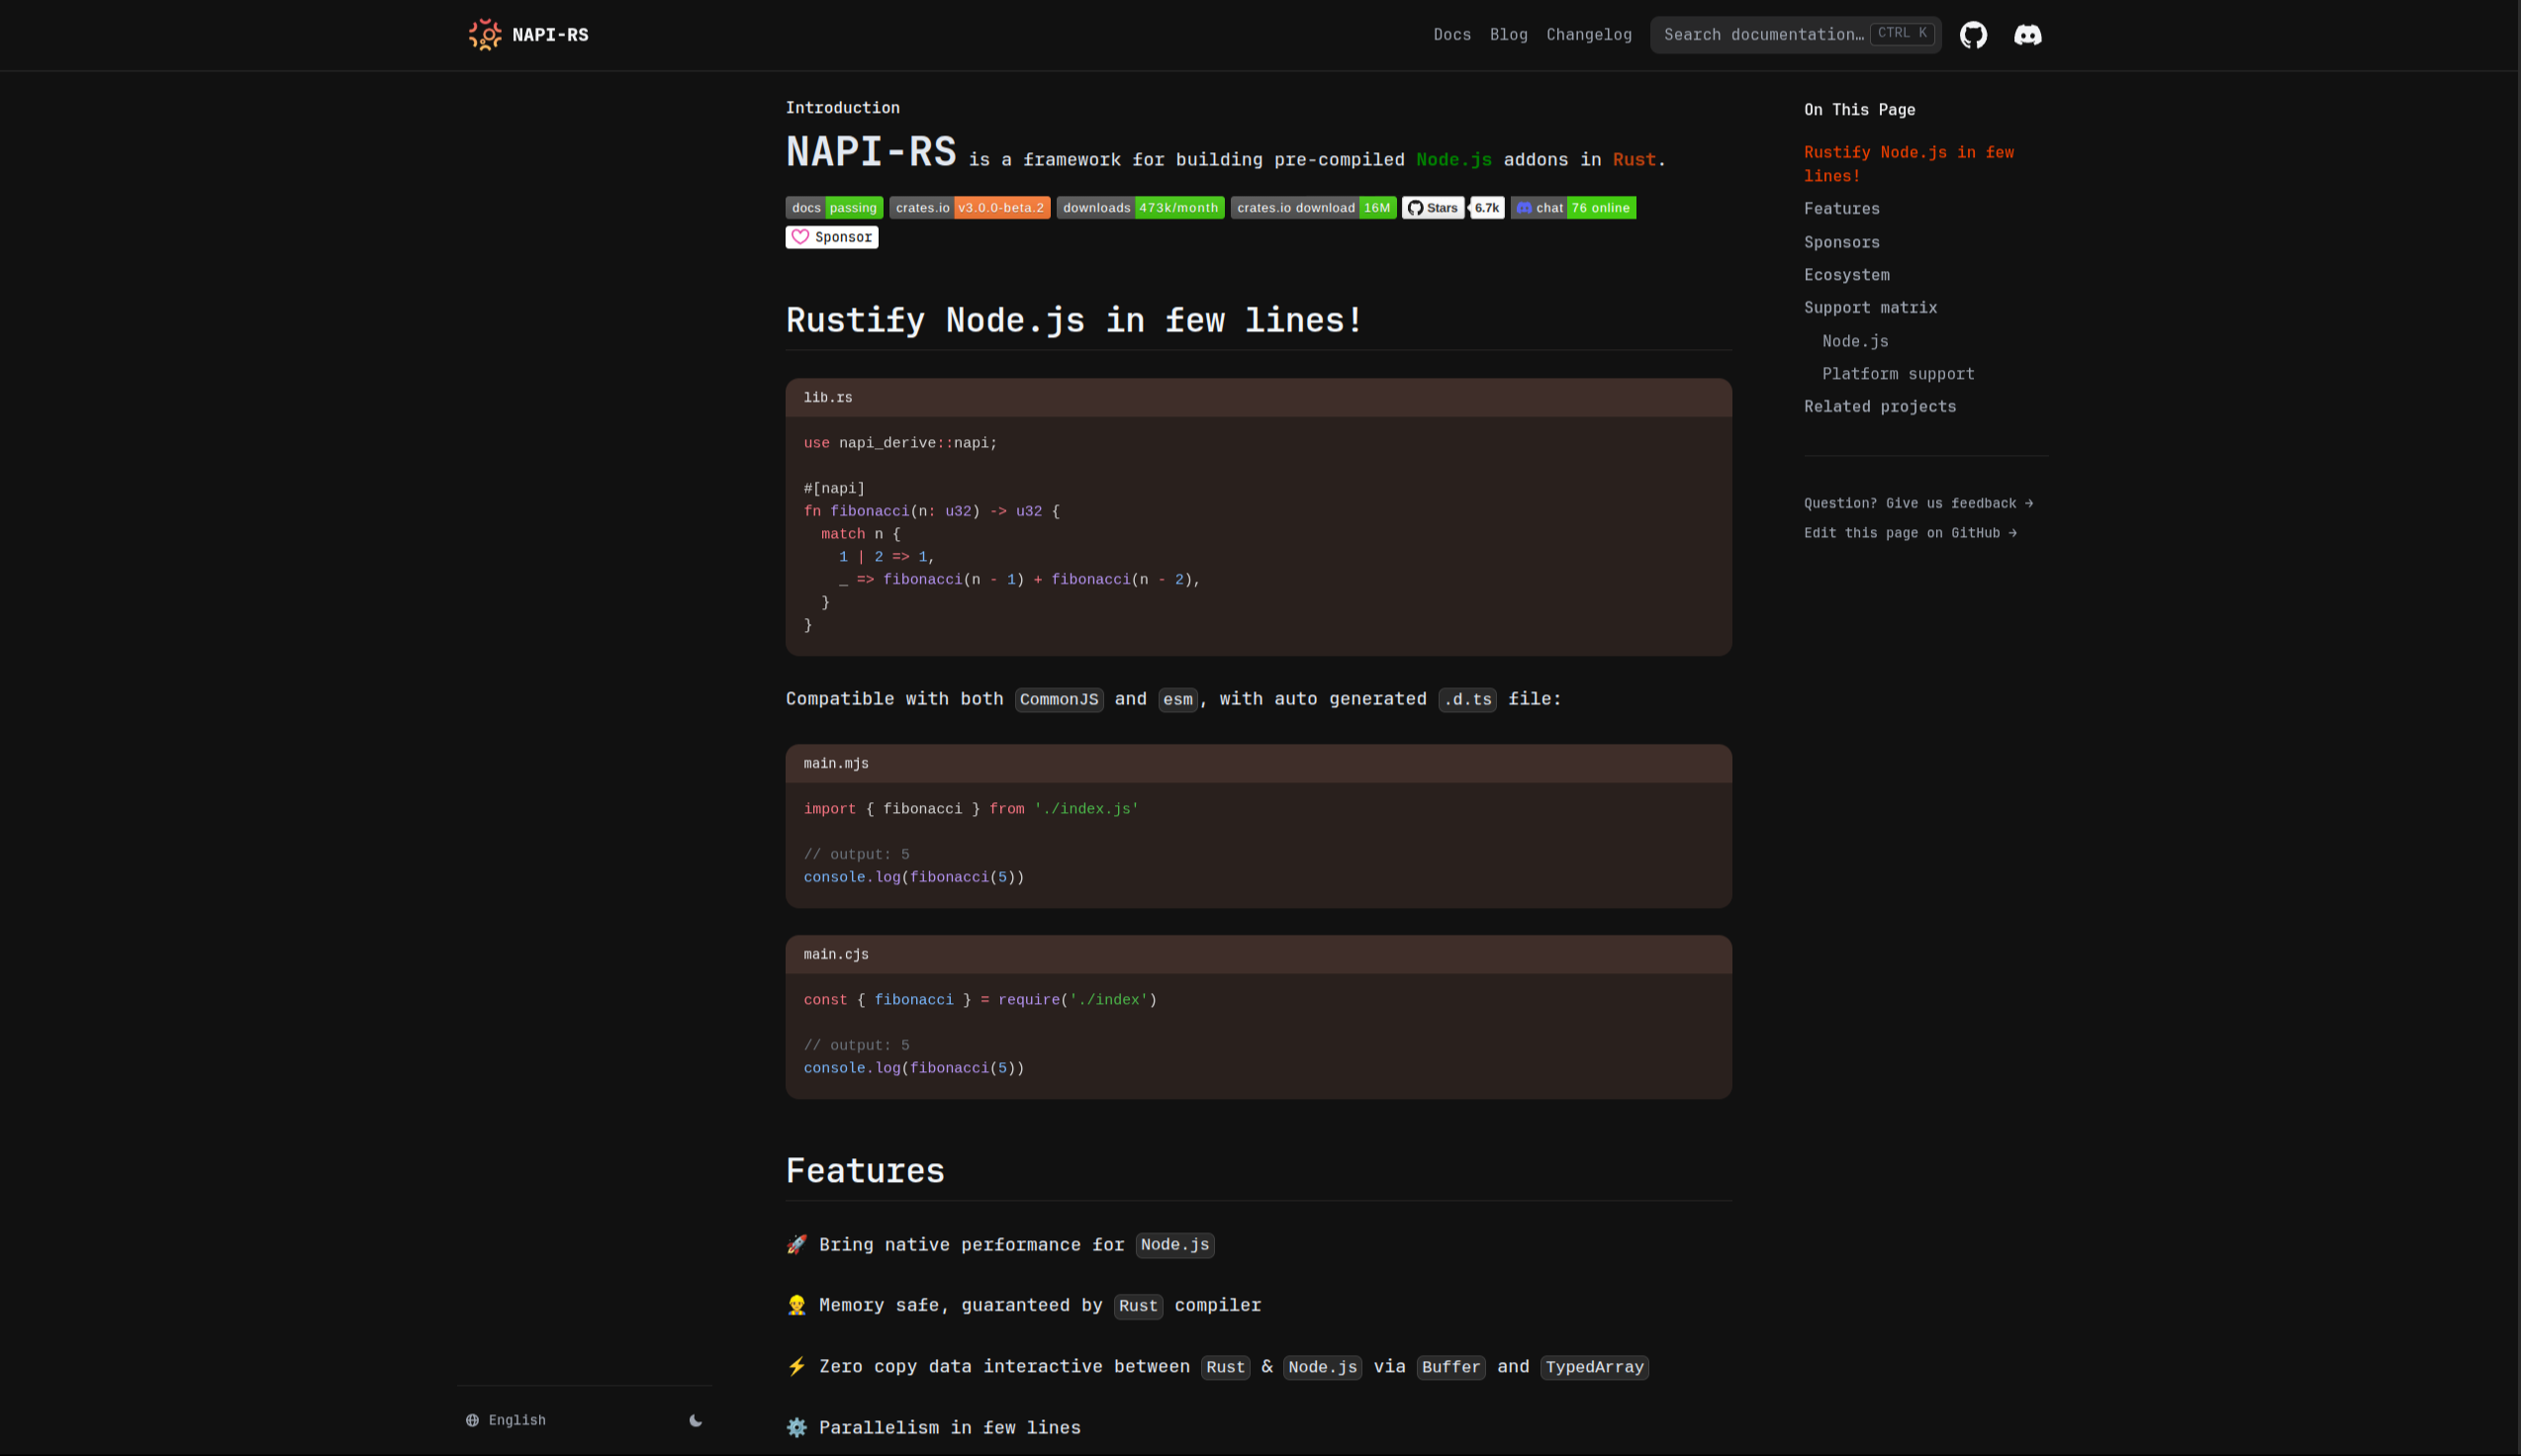 NAPI-RS
Docs Blog Changelog Search documentation… CTRL K
Introduction
NAPI-RS is a framework for building pre-compiled Node.js addons in Rust.
docs passing crates.io v3.0.0-beta.2 downloads 473k/month crates.io download 16M Stars 6.7k chat 76 online
Sponsor
Rustify Node.js in few lines!
lib.rs
use napi_derive::napi;
#[napi]
fn fibonacci(n: u32) -> u32 {
  match n {
    1 | 2 => 1,
    _ => fibonacci(n - 1) + fibonacci(n - 2),
  }
}
Compatible with both CommonJS and esm, with auto generated .d.ts file:
main.mjs
import { fibonacci } from './index.js'
// output: 5
console.log(fibonacci(5))
main.cjs
const { fibonacci } = require('./index')
// output: 5
console.log(fibonacci(5))
Features
🚀 Bring native performance for Node.js
👷 Memory safe, guaranteed by Rust compiler
⚡ Zero copy data interactive between Rust & Node.js via Buffer and TypedArray
⚙️ Parallelism in few lines
On This Page
Rustify Node.js in few
lines!
Features
Sponsors
Ecosystem
Support matrix
Node.js
Platform support
Related projects
Question? Give us feedback →
Edit this page on GitHub →
English